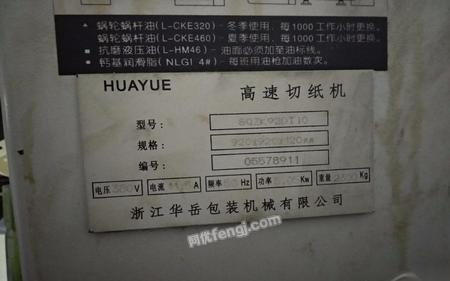 蜗轮蜗杆油(L-CKE320)-冬季使用，每1000工作小时更换。
蜗轮蜗杆油(L-CKE460)-夏季使用，每1000工作小时更换。
抗磨液压油(L-HM46)-油面必须加至油标线。
钙基润滑脂(NLGI 4#)-每班用油枪加油数次。
HUAYUE 高速切纸机
型号:
规格: 920x920x120mm
编号 05578911
电压 380V 电流 A 频率 Hz 功率 Kw 重量 Kg
浙江华岳包装机械有限公司
阿优fengj.com